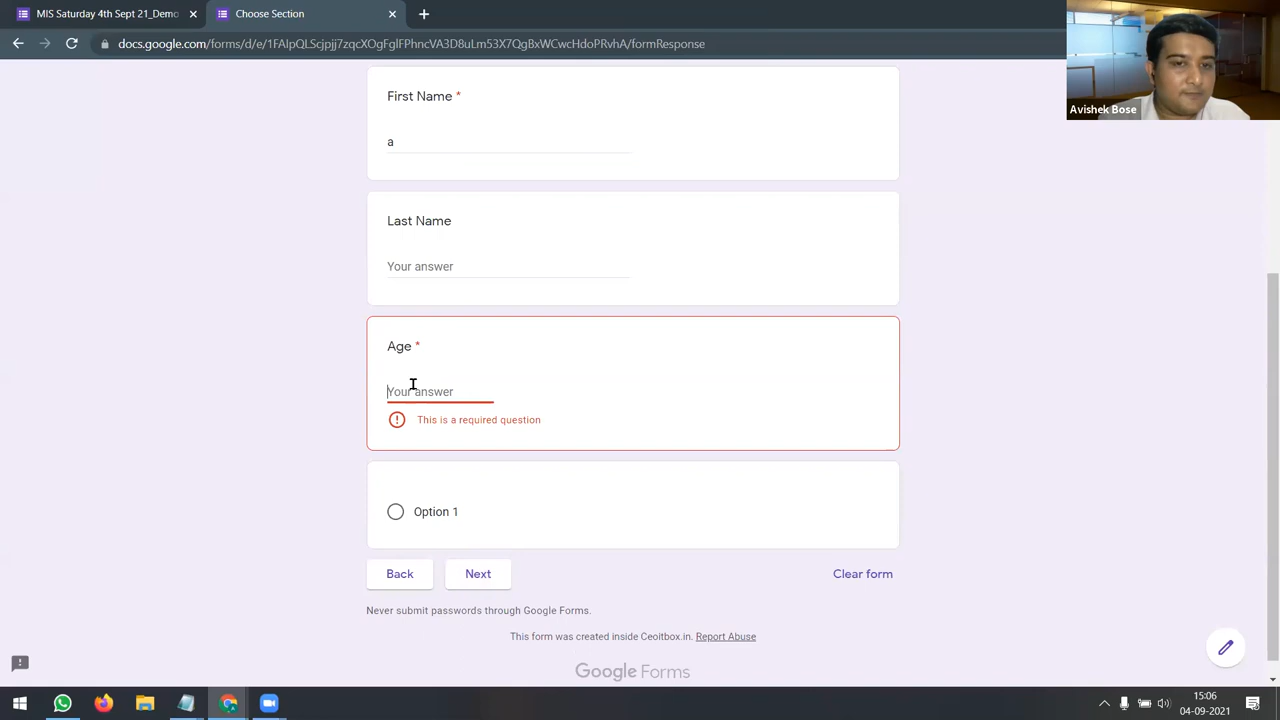 MIS Saturday 4th Sept 21_Demo
Choose Section
docs.google.com/forms/d/e/1FAIpQLScjpjj7zqcXOgFglFPhncVA3D8uLm53X7QgBxWCwcHdoPRvhA/formResponse
Avishek Bose
First Name *
a
Last Name
Your answer
Age *
Your answer
This is a required question
Option 1
Back
Next
Clear form
Never submit passwords through Google Forms.
This form was created inside Ceoitbox.in. Report Abuse
Google Forms
15:06
04-09-2021